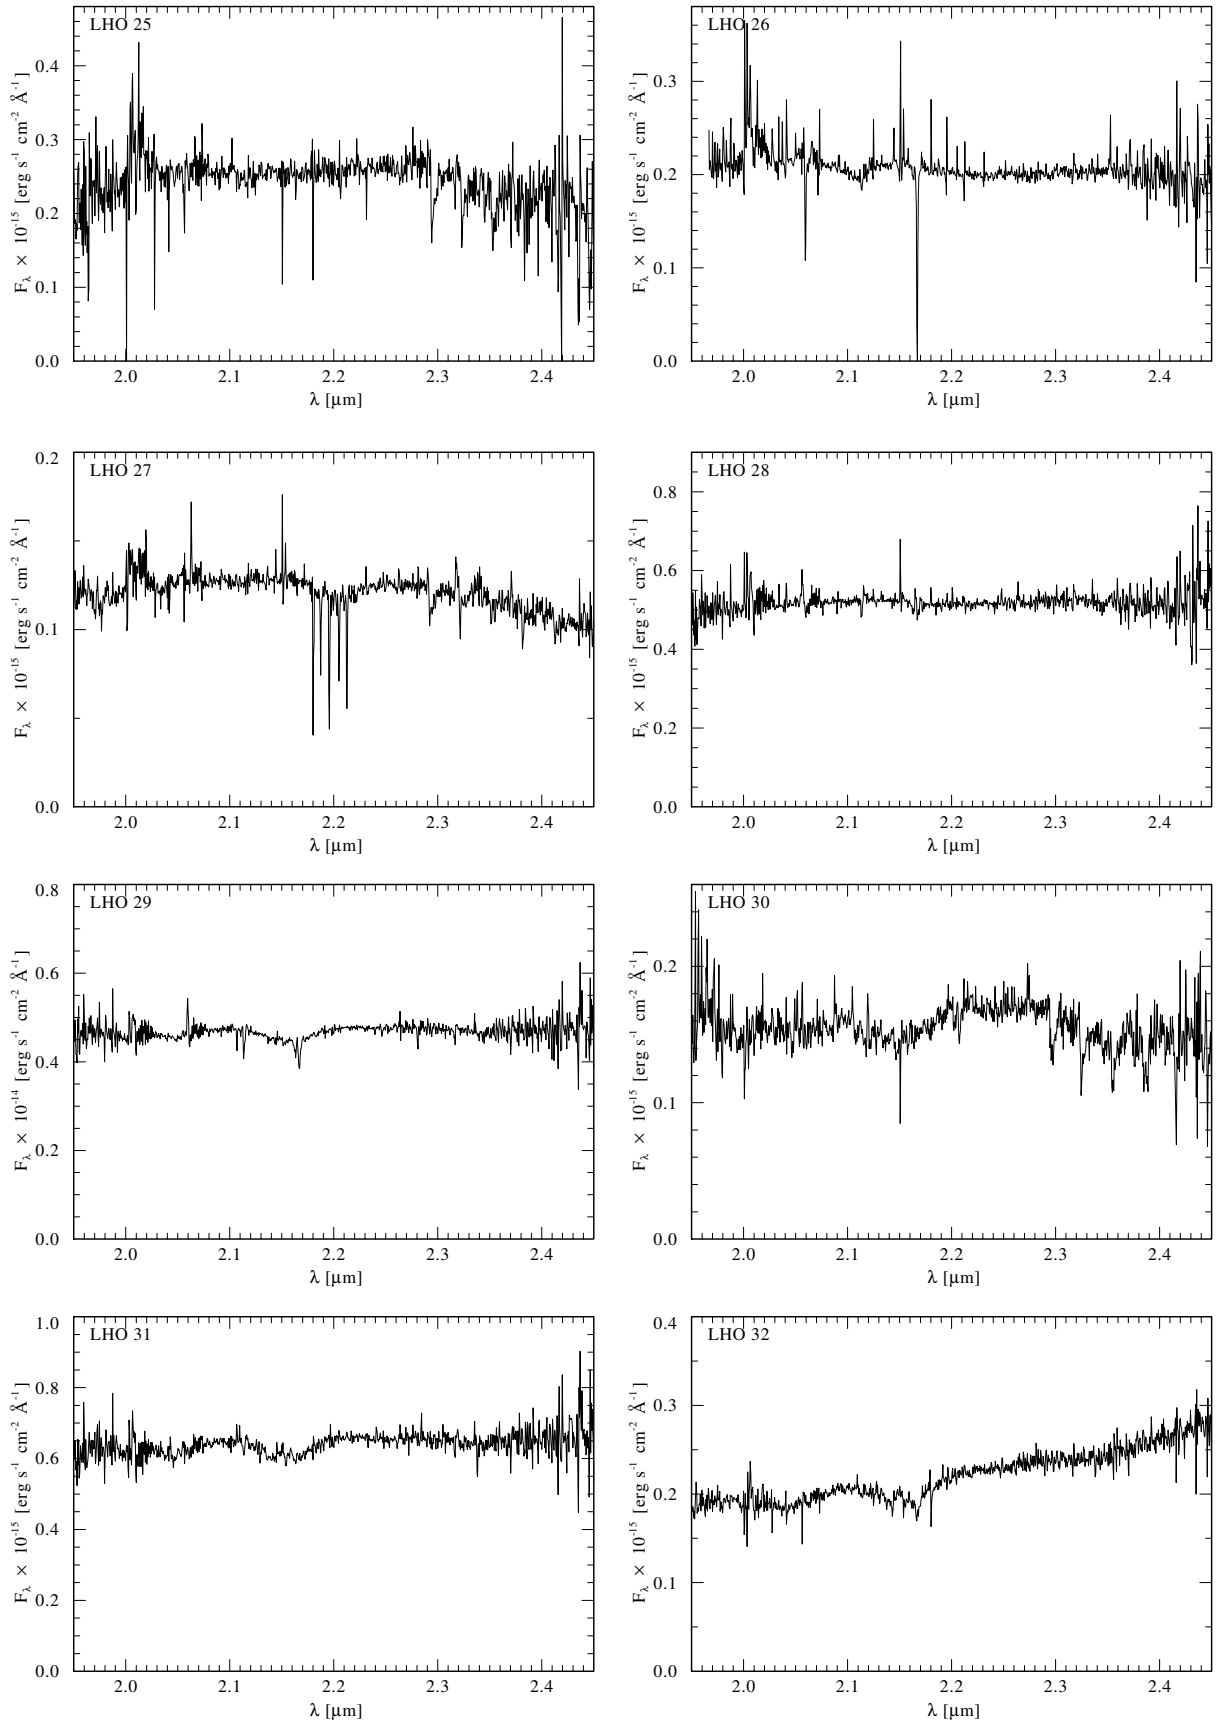 LHO 25
0.4
0.3
0.2
0.1
0.0
F_λ × 10^-15 [erg s^-1 cm^-2 Å^-1]
2.0 2.1 2.2 2.3 2.4
λ [μm]
LHO 26
0.3
0.2
0.1
0.0
F_λ × 10^-15 [erg s^-1 cm^-2 Å^-1]
2.0 2.1 2.2 2.3 2.4
λ [μm]
LHO 27
0.2
0.1
0.0
F_λ × 10^-15 [erg s^-1 cm^-2 Å^-1]
2.0 2.1 2.2 2.3 2.4
λ [μm]
LHO 28
0.8
0.6
0.4
0.2
0.0
F_λ × 10^-15 [erg s^-1 cm^-2 Å^-1]
2.0 2.1 2.2 2.3 2.4
λ [μm]
LHO 29
0.8
0.6
0.4
0.2
0.0
F_λ × 10^-14 [erg s^-1 cm^-2 Å^-1]
2.0 2.1 2.2 2.3 2.4
λ [μm]
LHO 30
0.2
0.1
0.0
F_λ × 10^-15 [erg s^-1 cm^-2 Å^-1]
2.0 2.1 2.2 2.3 2.4
λ [μm]
LHO 31
1.0
0.8
0.6
0.4
0.2
0.0
F_λ × 10^-15 [erg s^-1 cm^-2 Å^-1]
2.0 2.1 2.2 2.3 2.4
λ [μm]
LHO 32
0.4
0.3
0.2
0.1
0.0
F_λ × 10^-15 [erg s^-1 cm^-2 Å^-1]
2.0 2.1 2.2 2.3 2.4
λ [μm]